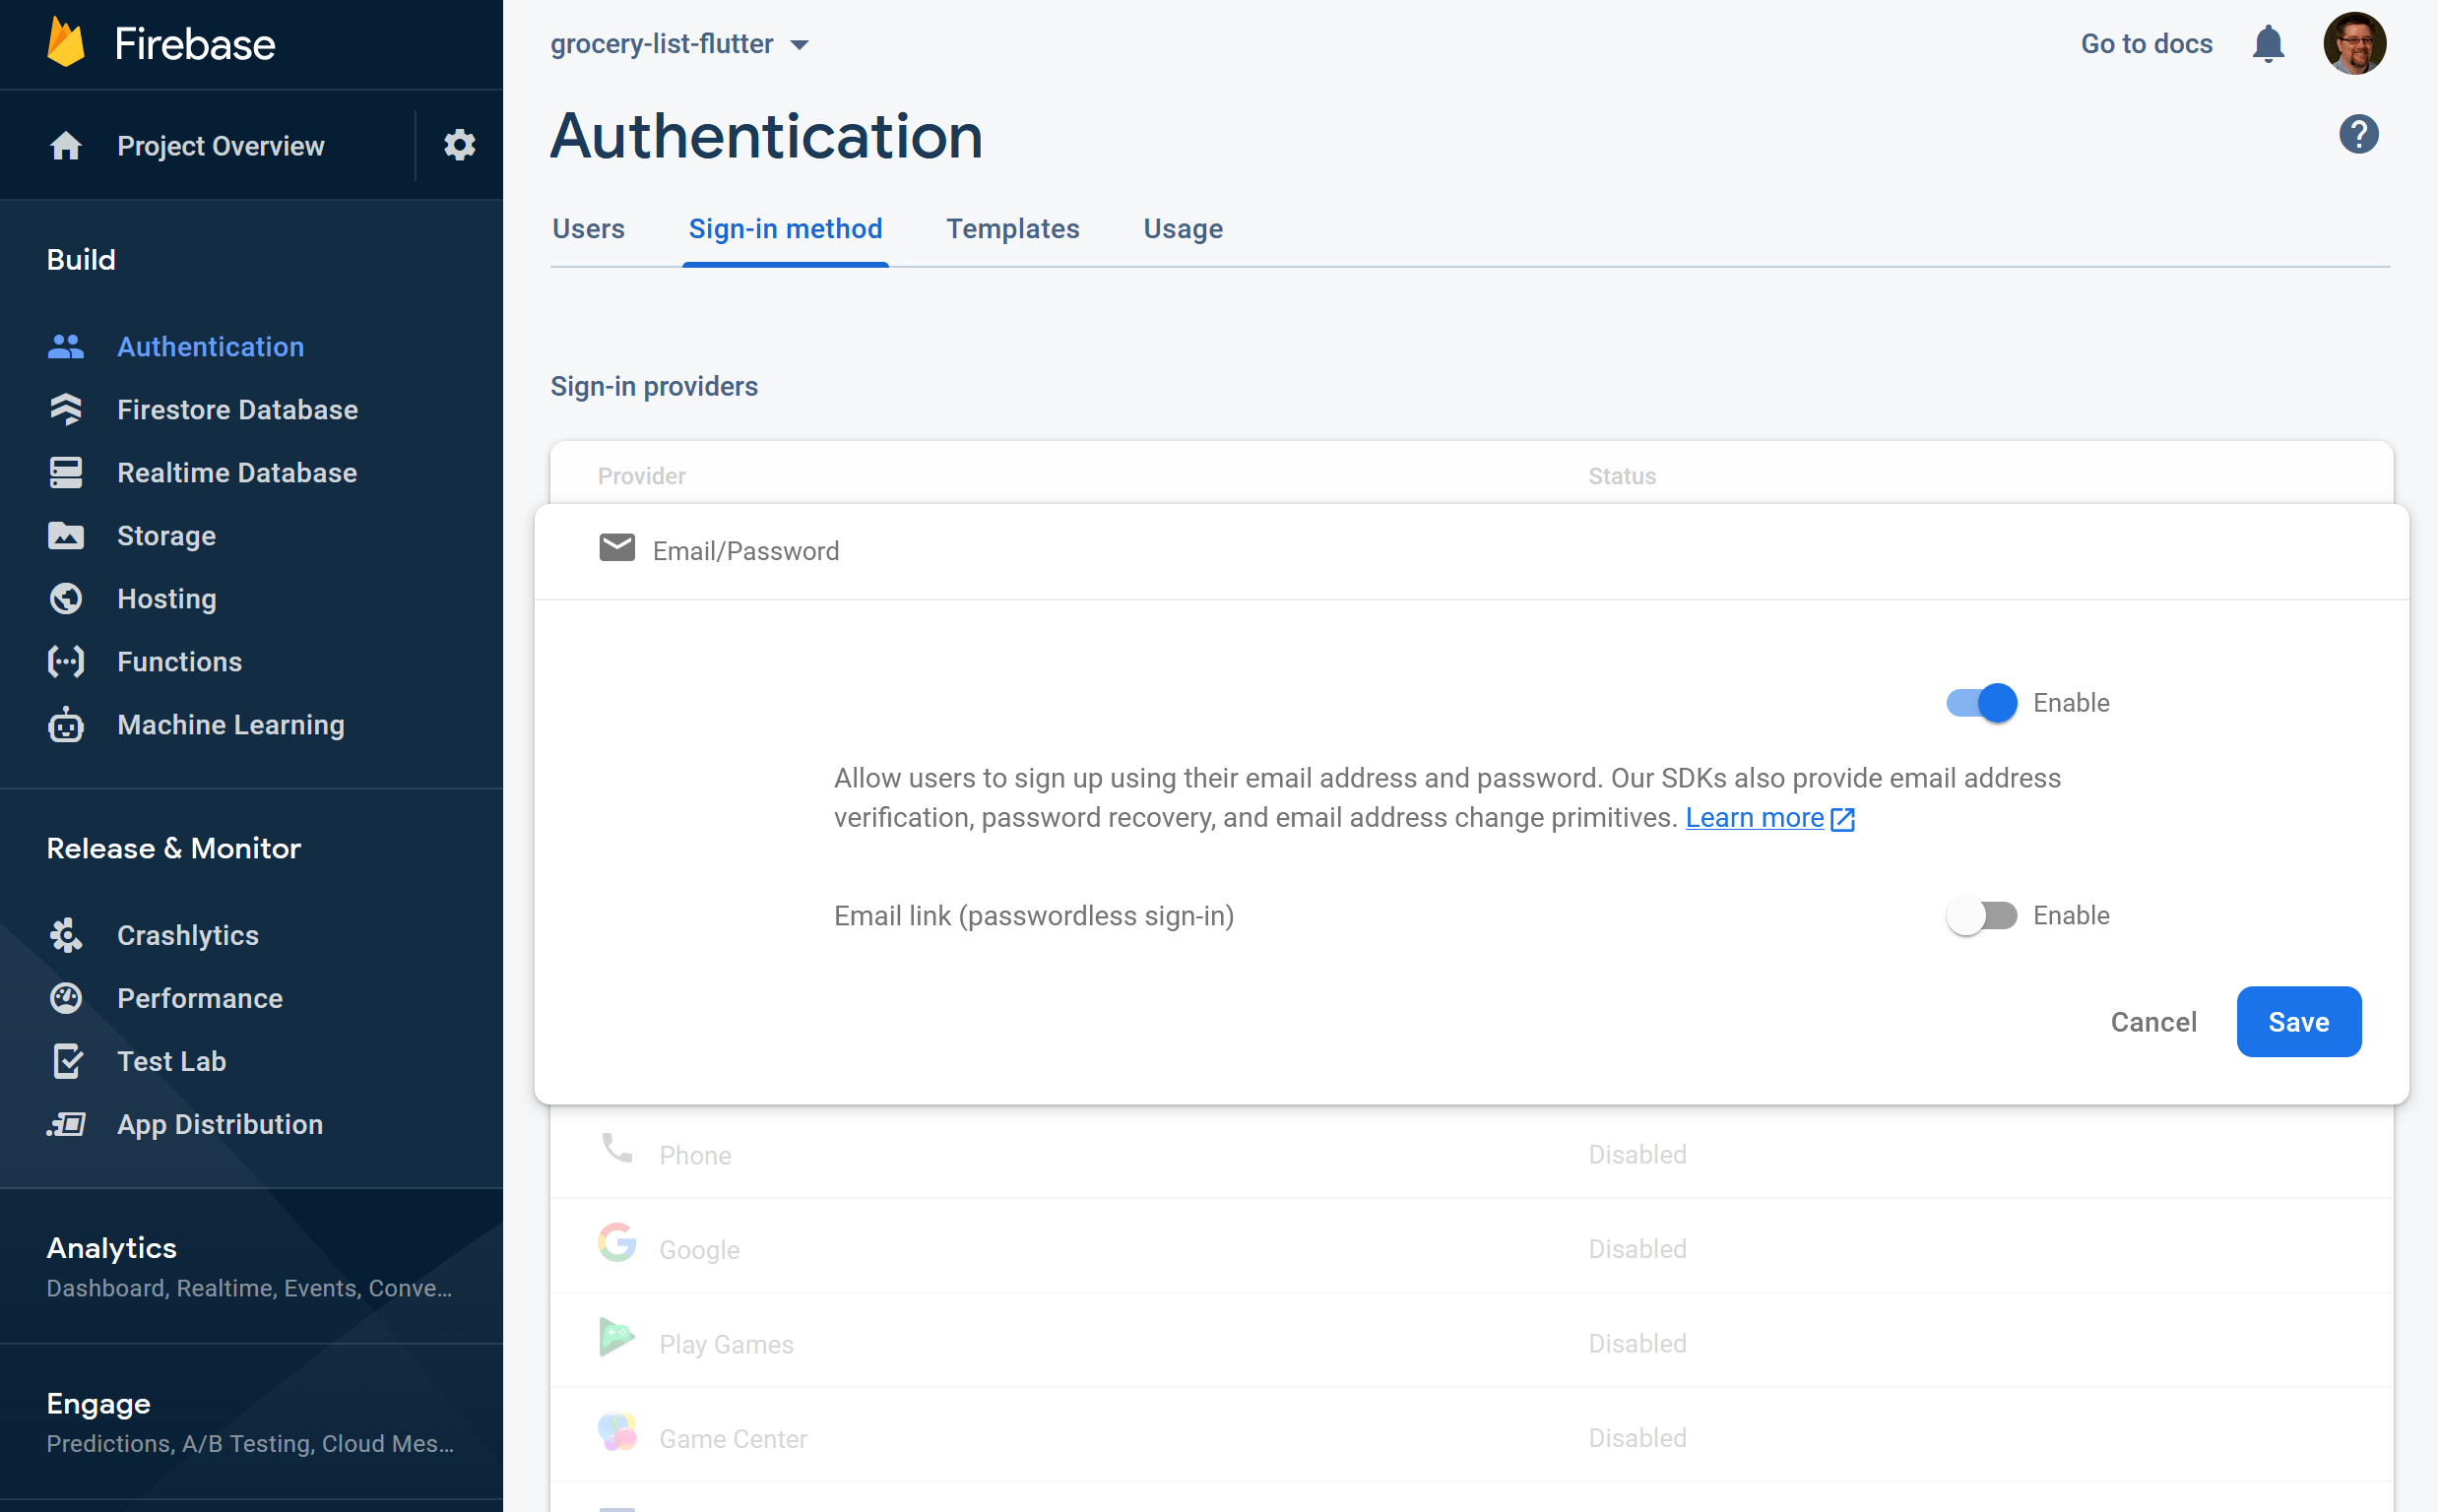 Firebase
Project Overview
Build
Authentication
Firestore Database
Realtime Database
Storage
Hosting
Functions
Machine Learning
Release & Monitor
Crashlytics
Performance
Test Lab
App Distribution
Analytics
Dashboard, Realtime, Events, Conve...
Engage
Predictions, A/B Testing, Cloud Mes...
grocery-list-flutter
Go to docs
Authentication
Users Sign-in method Templates Usage
Sign-in providers
Provider Status
Email/Password
Enable
Allow users to sign up using their email address and password. Our SDKs also provide email address
verification, password recovery, and email address change primitives. Learn more
Email link (passwordless sign-in) Enable
Cancel Save
Phone Disabled
Google Disabled
Play Games Disabled
Game Center Disabled